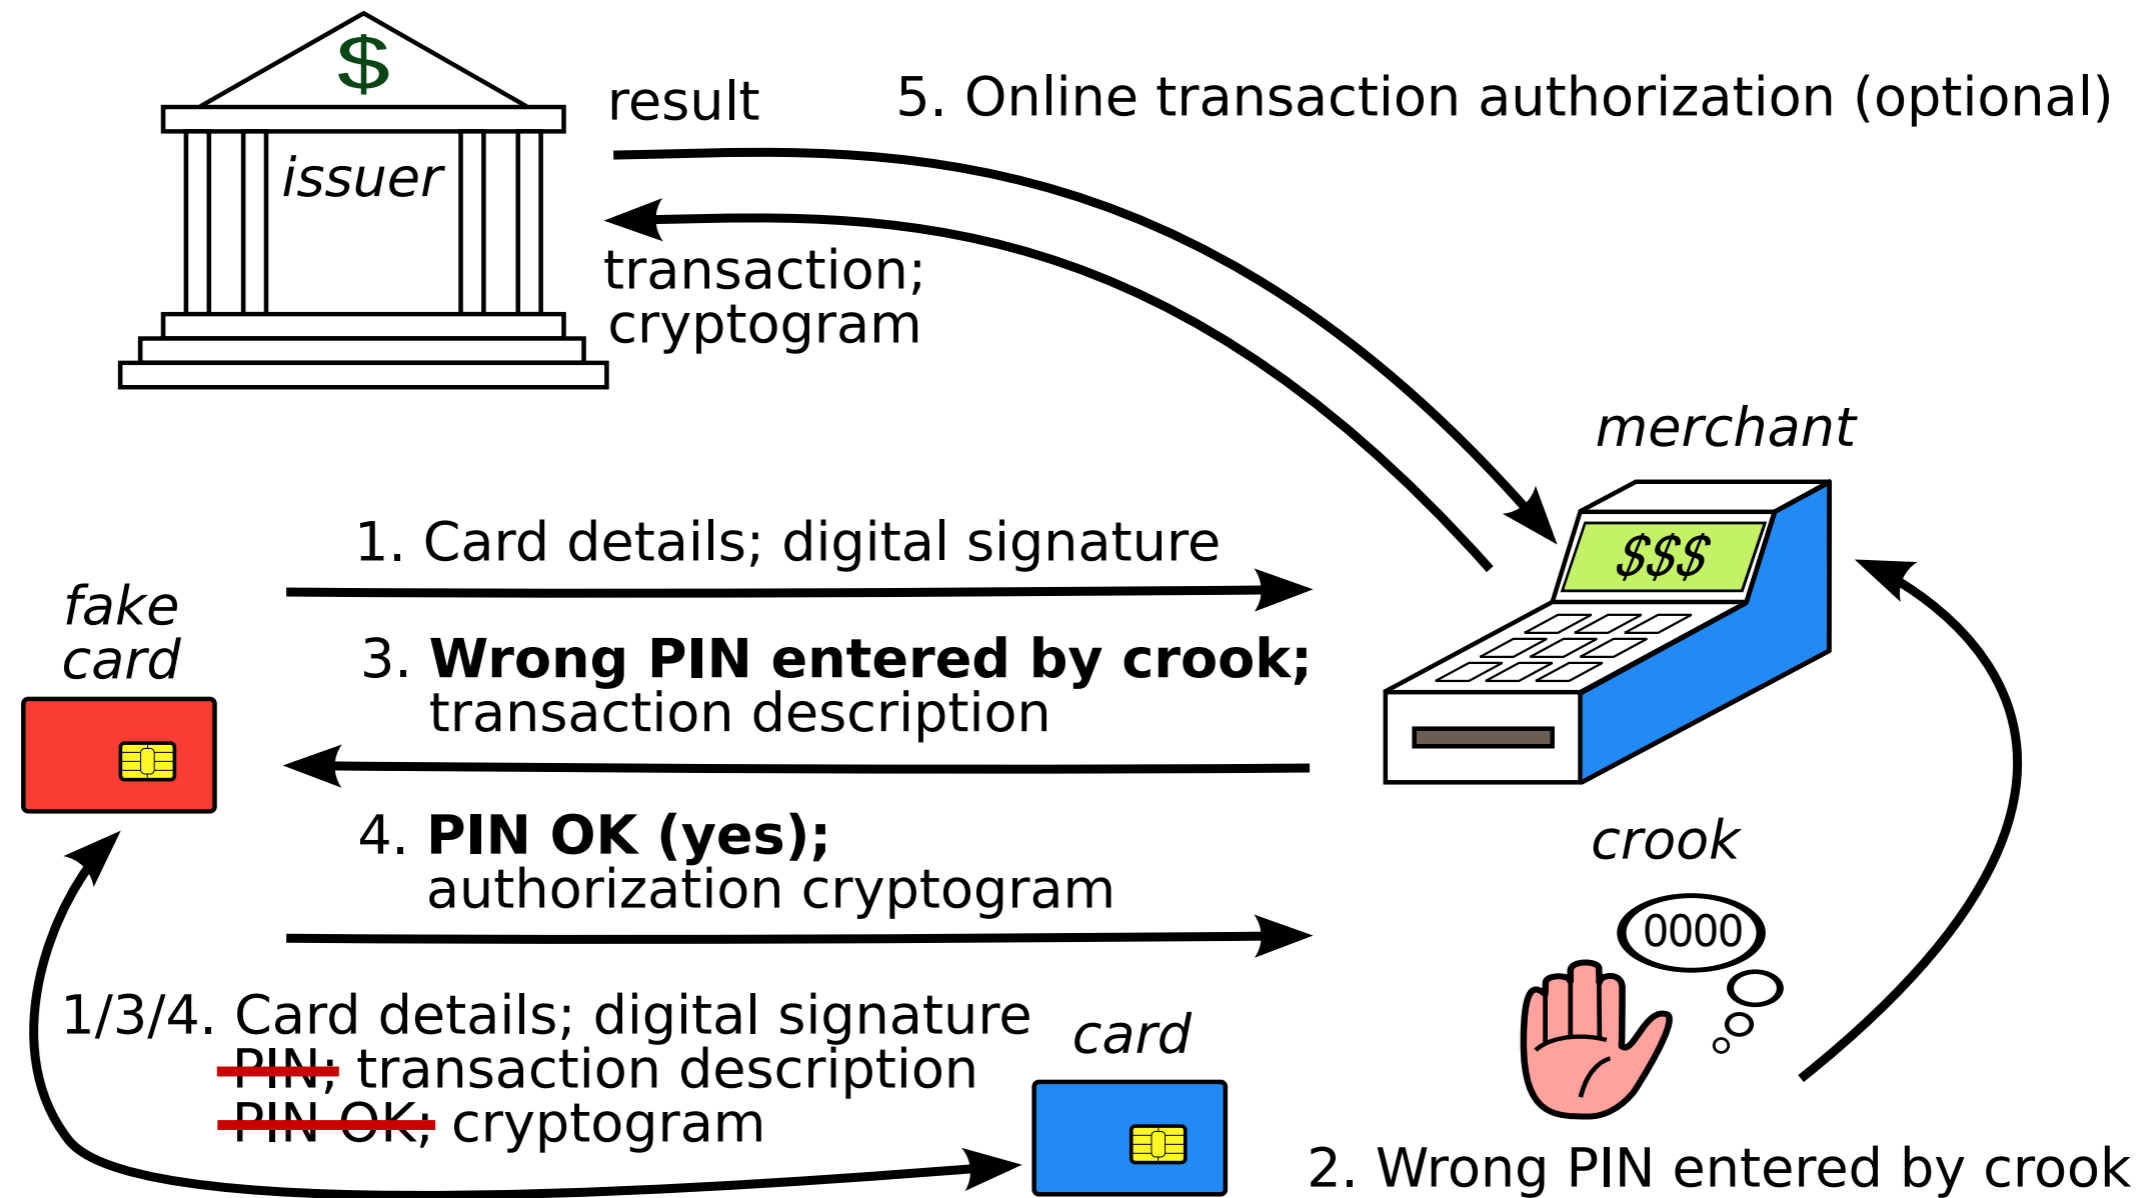 $
issuer
result
5. Online transaction authorization (optional)
transaction;
cryptogram
merchant
$$$
1. Card details; digital signature
fake
card
3. Wrong PIN entered by crook;
transaction description
4. PIN OK (yes);
authorization cryptogram
crook
0000
1/3/4. Card details; digital signature
PIN; transaction description
PIN OK; cryptogram
card
2. Wrong PIN entered by crook